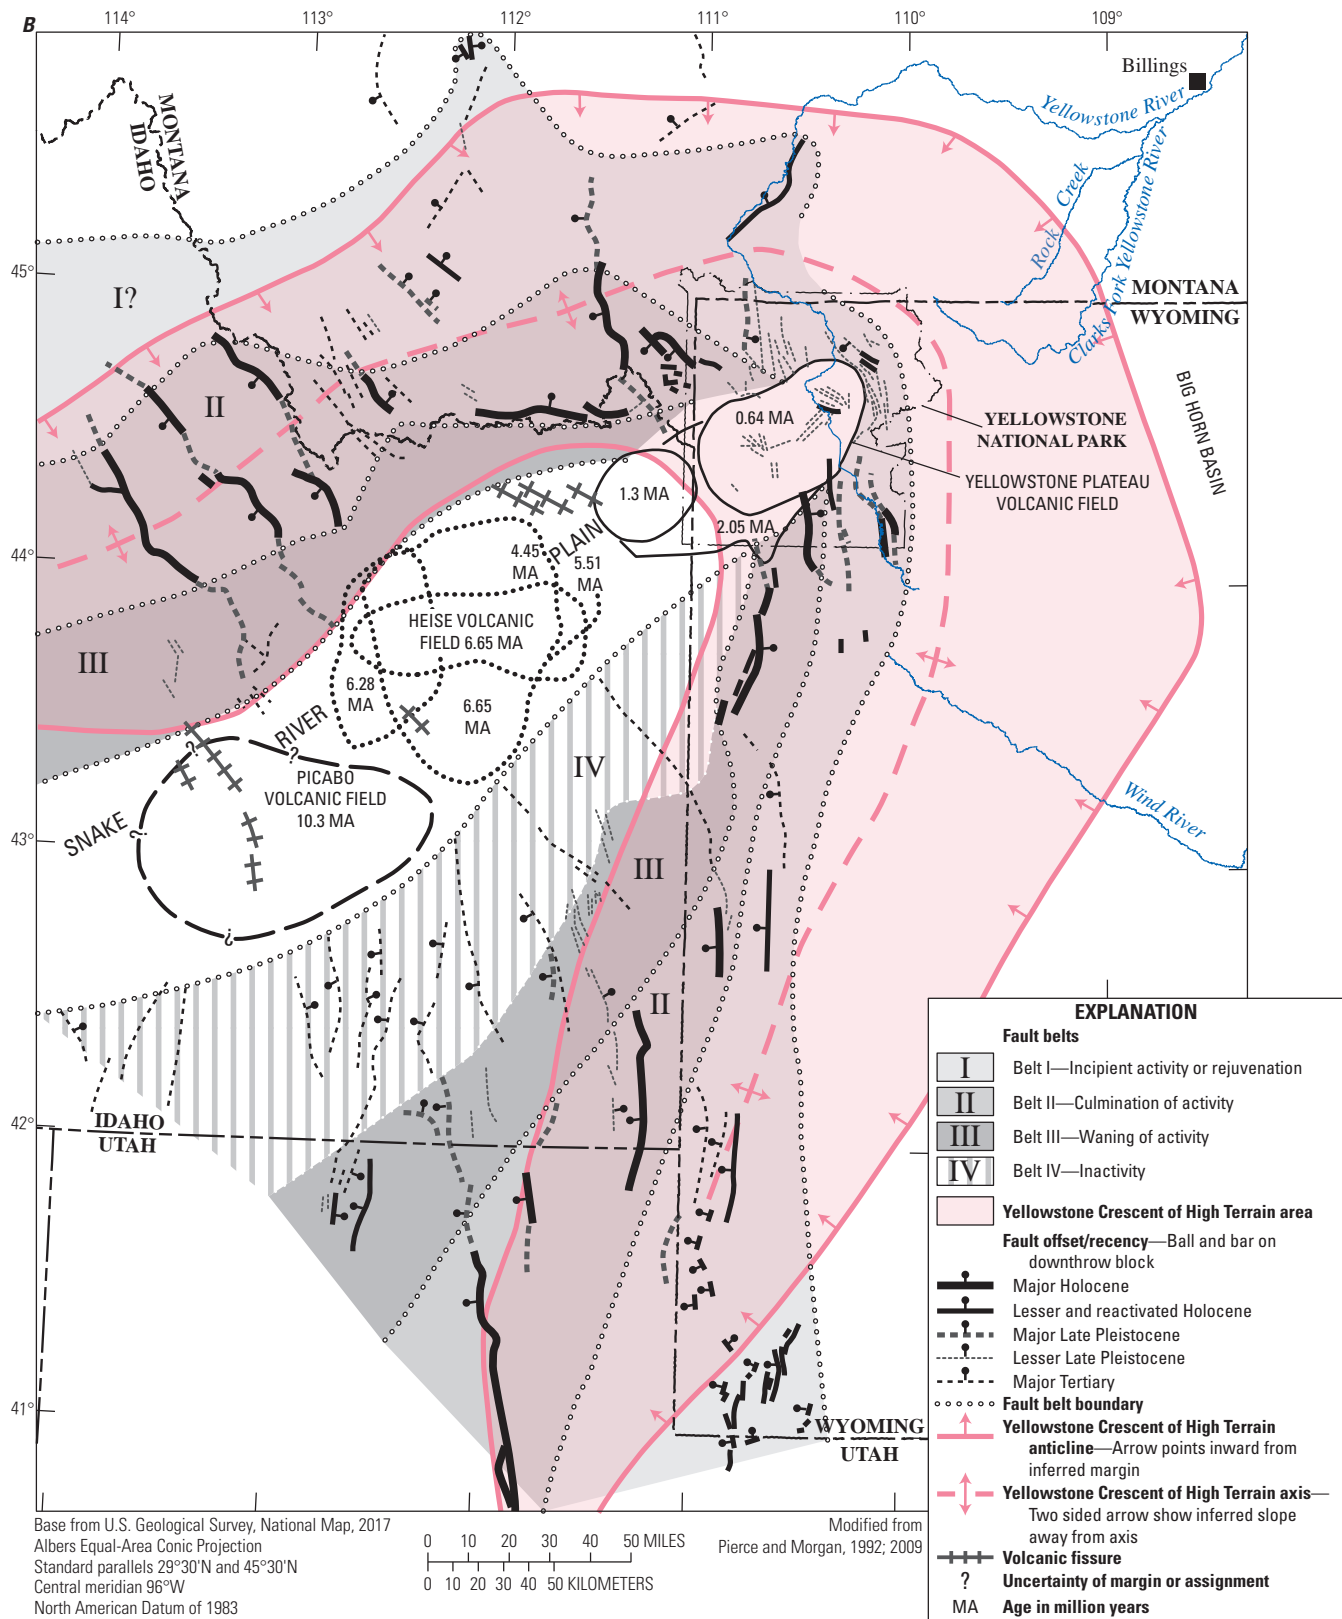 B
114°
113°
112°
111°
110°
109°
Billings
Yellowstone River
MONTANA
IDAHO
Rock Creek
Clarks Fork Yellowstone River
45°
I?
MONTANA
WYOMING
BIG HORN BASIN
II
0.64 MA
YELLOWSTONE
NATIONAL PARK
YELLOWSTONE PLATEAU
VOLCANIC FIELD
1.3 MA
2.05 MA
44°
4.45
MA
PLAIN
5.51
MA
HEISE VOLCANIC
FIELD 6.65 MA
III
6.28
MA
6.65
MA
RIVER
?
?
IV
PICABO
VOLCANIC FIELD
10.3 MA
Wind River
SNAKE
?
43°
III
?
II
42°
IDAHO
UTAH
41°
WYOMING
UTAH
EXPLANATION
Fault belts
I Belt I—Incipient activity or rejuvenation
II Belt II—Culmination of activity
III Belt III—Waning of activity
IV Belt IV—Inactivity
Yellowstone Crescent of High Terrain area
Fault offset/recency—Ball and bar on
downthrow block
Major Holocene
Lesser and reactivated Holocene
Major Late Pleistocene
Lesser Late Pleistocene
Major Tertiary
Fault belt boundary
Yellowstone Crescent of High Terrain
anticline—Arrow points inward from
inferred margin
Yellowstone Crescent of High Terrain axis—
Two sided arrow show inferred slope
away from axis
Volcanic fissure
? Uncertainty of margin or assignment
MA Age in million years
Base from U.S. Geological Survey, National Map, 2017
Albers Equal-Area Conic Projection
Standard parallels 29°30'N and 45°30'N
Central meridian 96°W
North American Datum of 1983
0 10 20 30 40 50 MILES
0 10 20 30 40 50 KILOMETERS
Modified from
Pierce and Morgan, 1992; 2009